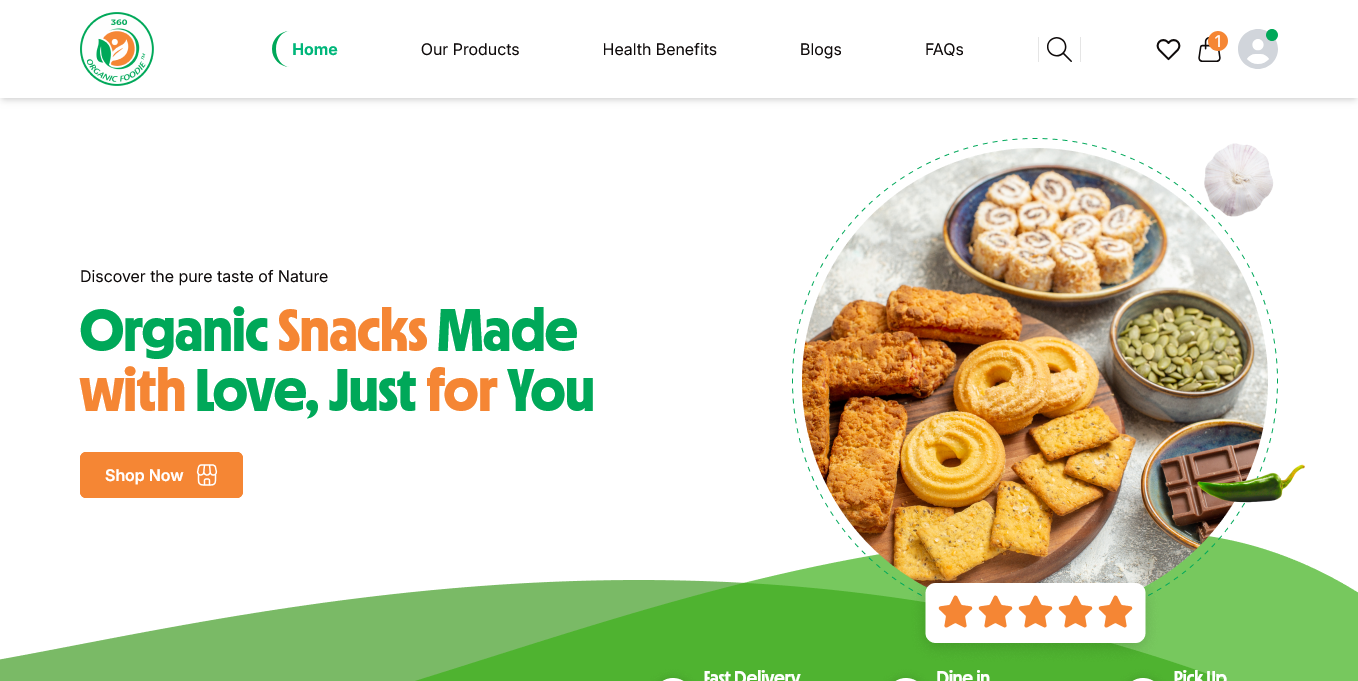 360
ORGANIC FOODIE
Home
Our Products
Health Benefits
Blogs
FAQs
1
Discover the pure taste of Nature
Organic Snacks Made
with Love, Just for You
Shop Now
Fast Delivery
Dine in
Pick Up